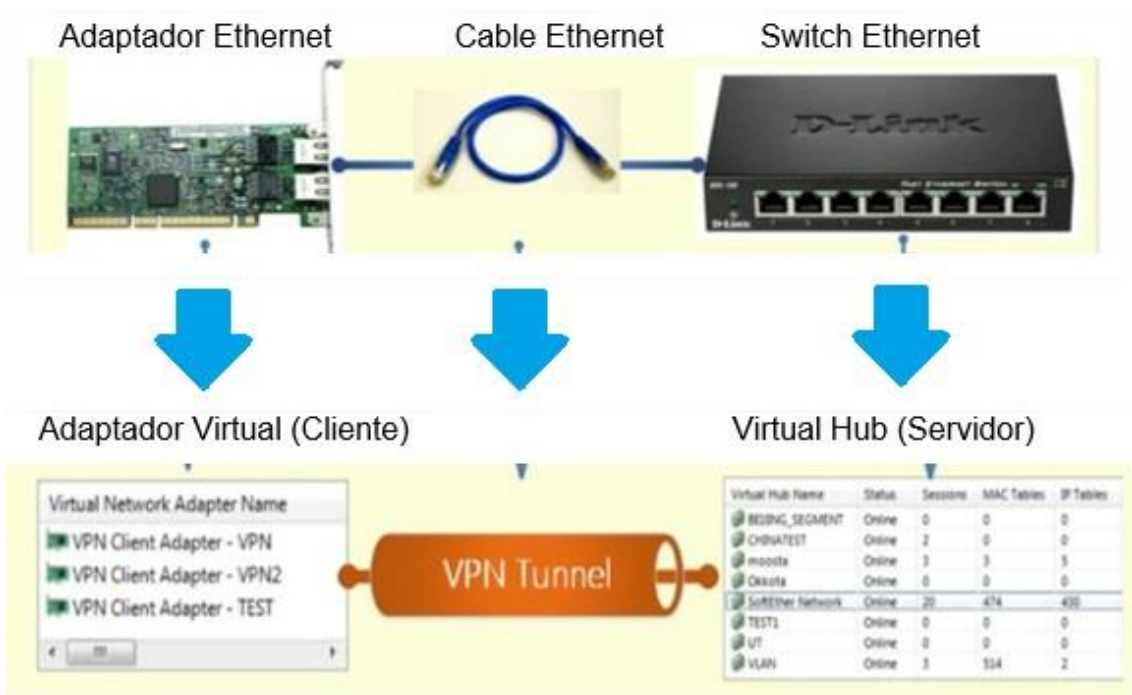 Adaptador Ethernet
Cable Ethernet
Switch Ethernet
D-Link
D-Link
Adaptador Virtual (Cliente)
Virtual Hub (Servidor)
Virtual Network Adapter Name
VPN Client Adapter - VPN
VPN Client Adapter - VPN2
VPN Client Adapter - TEST
VPN Tunnel
Virtual Hub Name Status Sessions MAC Tables IP Tables
BEIJING_SEGMENT Online 0 0 0
CHINATEST Online 2 0 0
moosta Online 3 3 5
Okkota Online 0 0 0
SoftEther Network Online 20 474 430
TEST1 Online 0 0 0
UT Online 0 0 0
VLAN Online 3 514 2